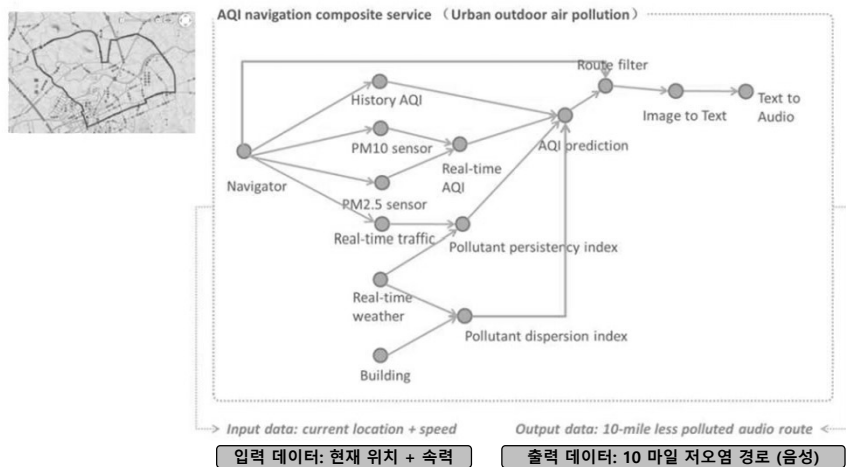 AQI navigation composite service （Urban outdoor air pollution）
Route filter
History AQI
Image to Text
Text to
Audio
PM10 sensor
AQI prediction
Real-time
AQI
Navigator
PM2.5 sensor
Real-time traffic
Pollutant persistency index
Real-time
weather
Pollutant dispersion index
Building
Input data: current location + speed
Output data: 10-mile less polluted audio route
입력 데이터: 현재 위치 + 속력
출력 데이터: 10 마일 저오염 경로 (음성)